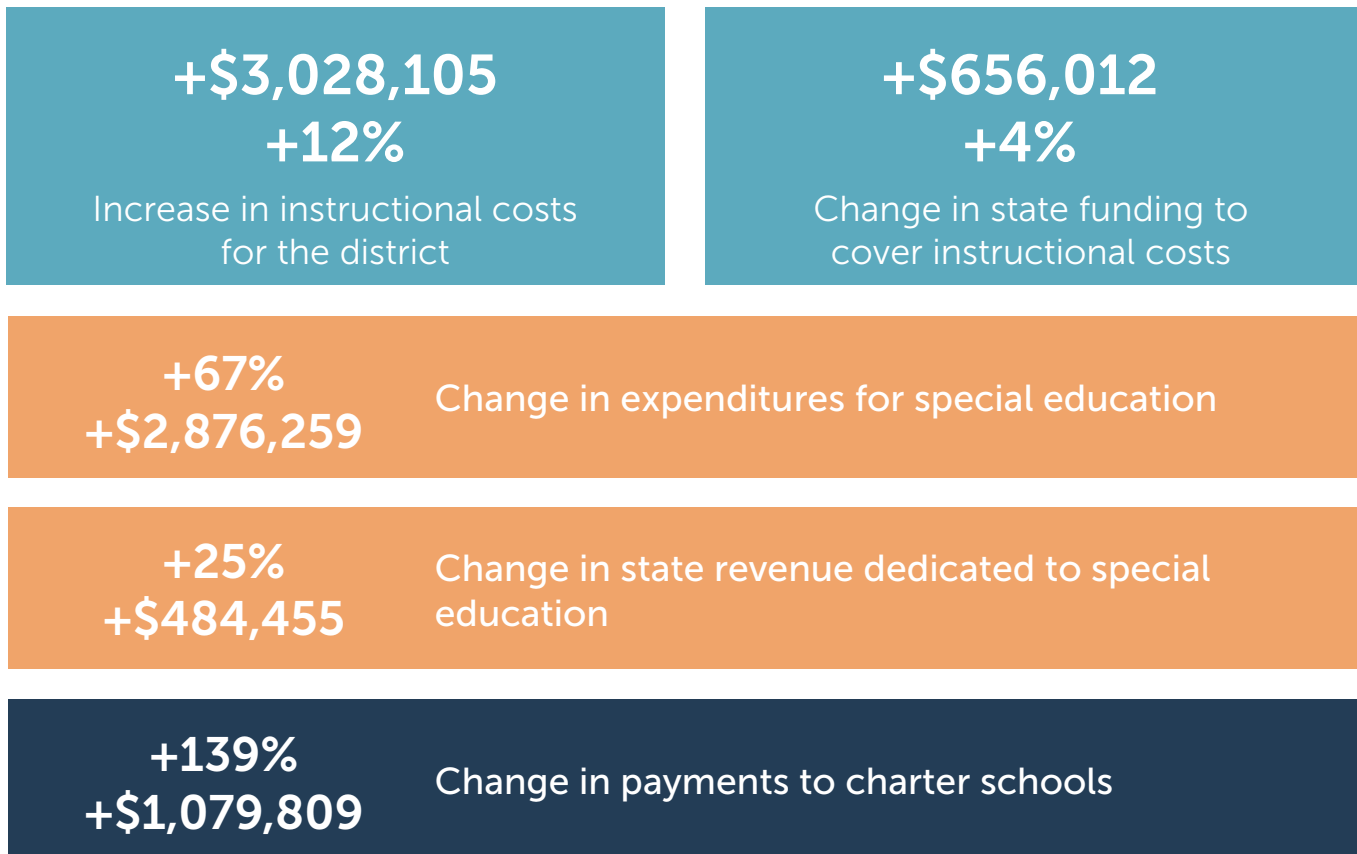 +$3,028,105
+12%
Increase in instructional costs
for the district
+$656,012
+4%
Change in state funding to
cover instructional costs
+67%
+$2,876,259
Change in expenditures for special education
+25%
+$484,455
Change in state revenue dedicated to special
education
+139%
+$1,079,809
Change in payments to charter schools